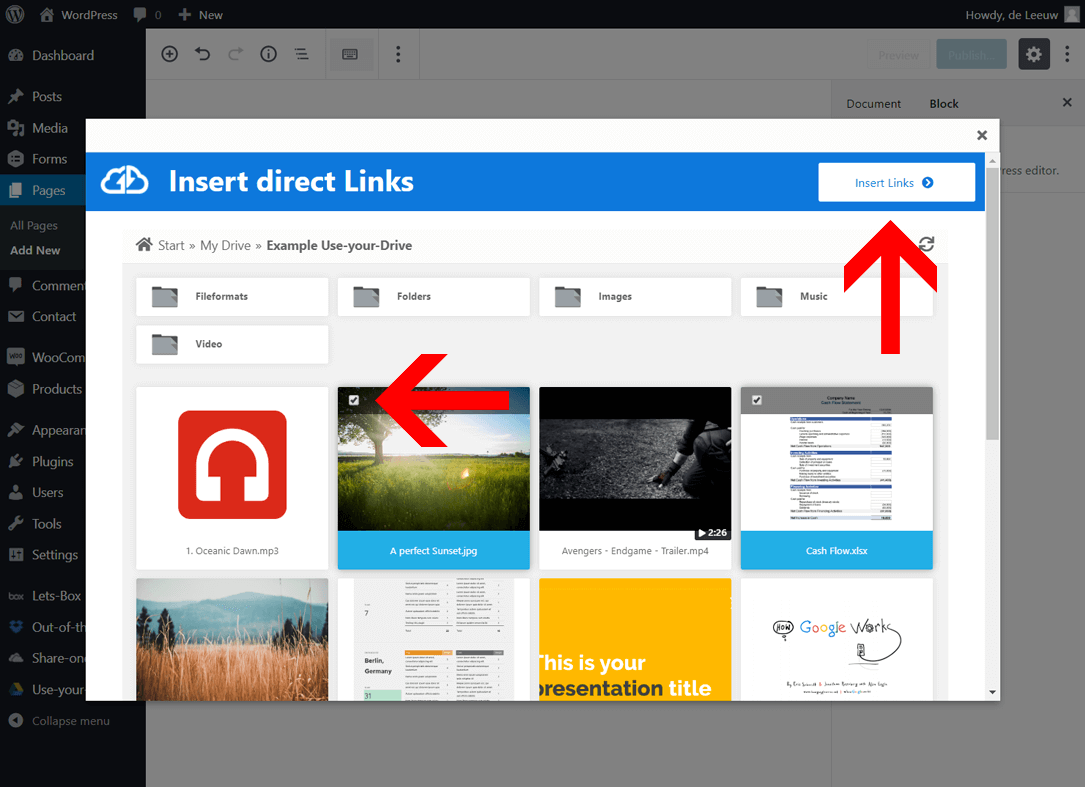 WordPress 0 New Howdy, de Leeuw
Dashboard
Preview Publish...
Posts
Document Block
Media
Forms
Pages
Insert direct Links Insert Links
ress editor.
All Pages
Add New
Start » My Drive » Example Use-your-Drive
Comment
Fileformats Folders Images Music
Contact
Video
WooCom
Products
Appearan
Plugins
Users
Tools
Settings
Company Name
Cash Flow Statement
2:26
1. Oceanic Dawn.mp3 A perfect Sunset.jpg Avengers - Endgame - Trailer.mp4 Cash Flow.xlsx
Lets-Box
Out-of-th
Share-one
Use-your-
Collapse menu
7
Berlin,
Germany
31
This is your
presentation title
HOW Google Works